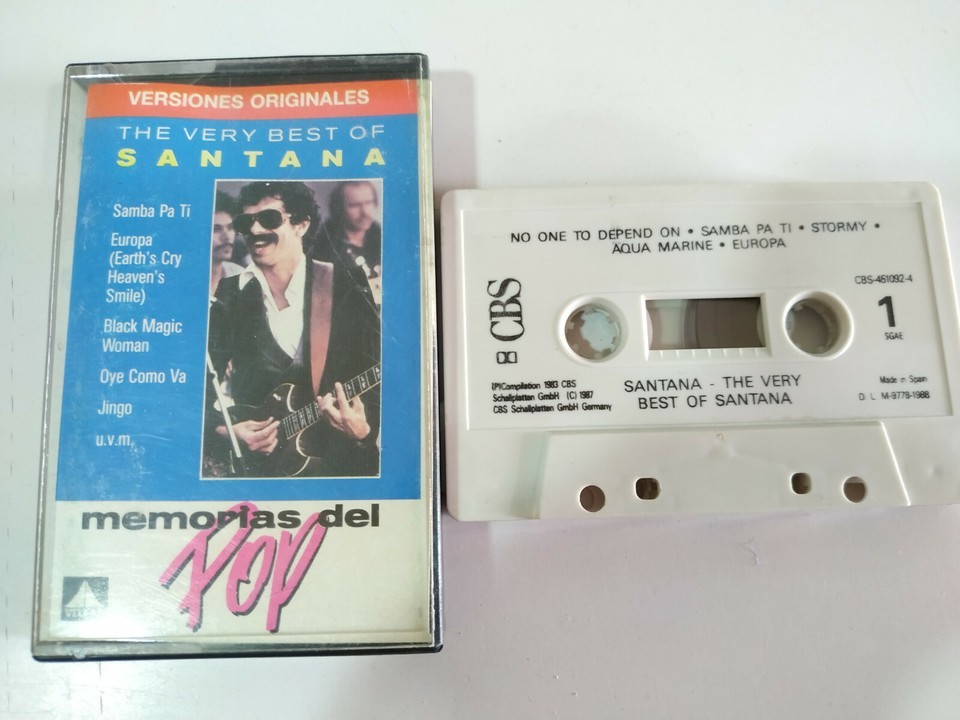 VERSIONES ORIGINALES
THE VERY BEST OF
SANTANA
Samba Pa Ti
Europa
(Earth's Cry
Heaven's
Smile)
Black Magic
Woman
Oye Como Va
Jingo
u.v.m.
memorias del
Pop
NO ONE TO DEPEND ON • SAMBA PA TI • STORMY •
AQUA MARINE • EUROPA
CBS-451092-4
CBS
1
SGAE
(P)Compilation 1983 CBS
Schallplatten GmbH (C) 1987
CBS Schallplatten GmbH Germany
SANTANA - THE VERY
BEST OF SANTANA
Made in Spain
D. L. M-9779-1988